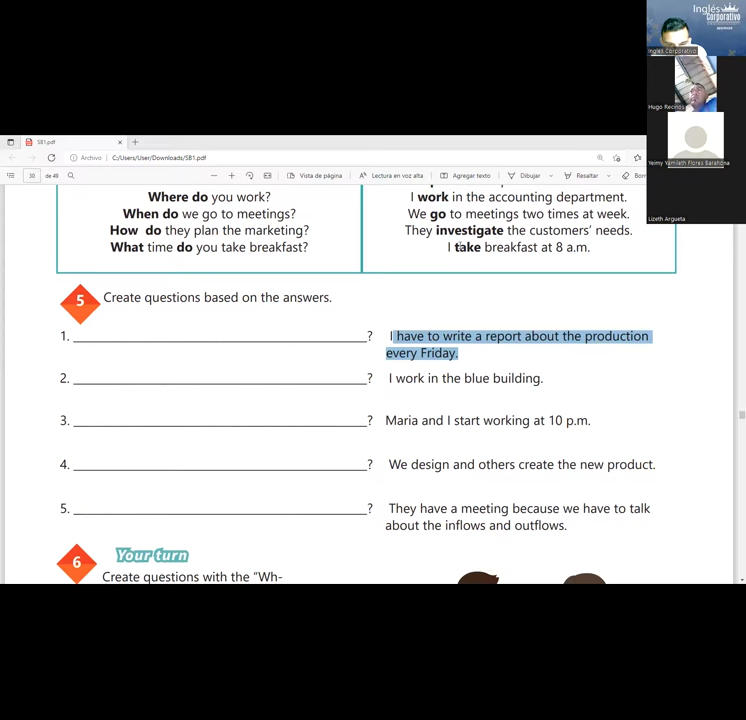 Inglés
Corporativo
Inglés Corporativo
Hugo Recinos
Yeimy Yamileth Flores Barahona
Lizeth Argueta
SB1.pdf
Archivo
C:/Users/User/Downloads/SB1.pdf
30 de 49
Vista de página
Lectura en voz alta
Agregar texto
Dibujar
Resaltar
Borr
Where do you work?
When do we go to meetings?
How do they plan the marketing?
What time do you take breakfast?
I work in the accounting department.
We go to meetings two times at week.
They investigate the customers' needs.
I take breakfast at 8 a.m.
5 Create questions based on the answers.
1. ______________________________? I have to write a report about the production
every Friday.
2. ______________________________? I work in the blue building.
3. ______________________________? Maria and I start working at 10 p.m.
4. ______________________________? We design and others create the new product.
5. ______________________________? They have a meeting because we have to talk
about the inflows and outflows.
6 Your turn
Create questions with the "Wh-